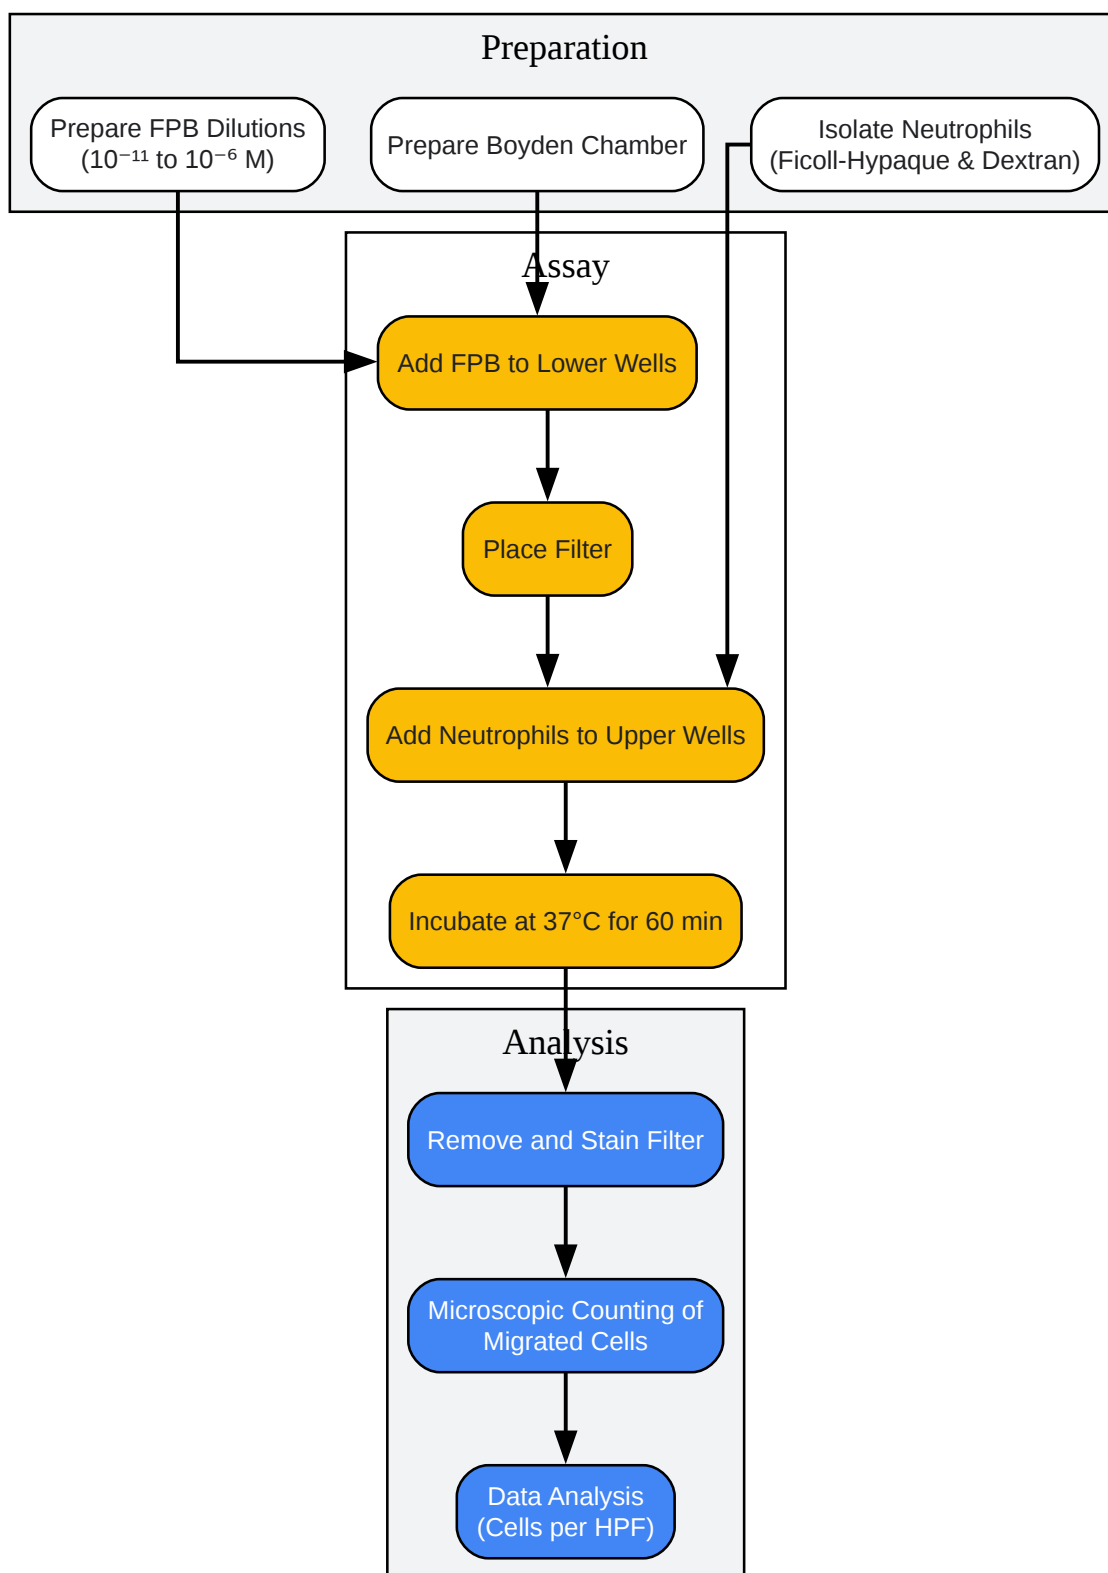 Preparation
Prepare FPB Dilutions
(10⁻¹¹ to 10⁻⁶ M)
Prepare Boyden Chamber
Isolate Neutrophils
(Ficoll-Hypaque & Dextran)
Assay
Add FPB to Lower Wells
Place Filter
Add Neutrophils to Upper Wells
Incubate at 37°C for 60 min
Analysis
Remove and Stain Filter
Microscopic Counting of
Migrated Cells
Data Analysis
(Cells per HPF)